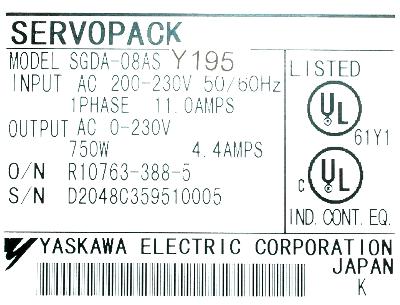 SERVOPACK
MODEL SGDA-08AS Y195
INPUT AC 200-230V 50/60Hz
1PHASE 11.0AMPS
OUTPUT AC 0-230V
750W 4.4AMPS
O/N R10763-388-5
S/N D2048C359510005
LISTED
UL
61Y1
C UL
IND. CONT. EQ.
YASKAWA ELECTRIC CORPORATION
JAPAN
K